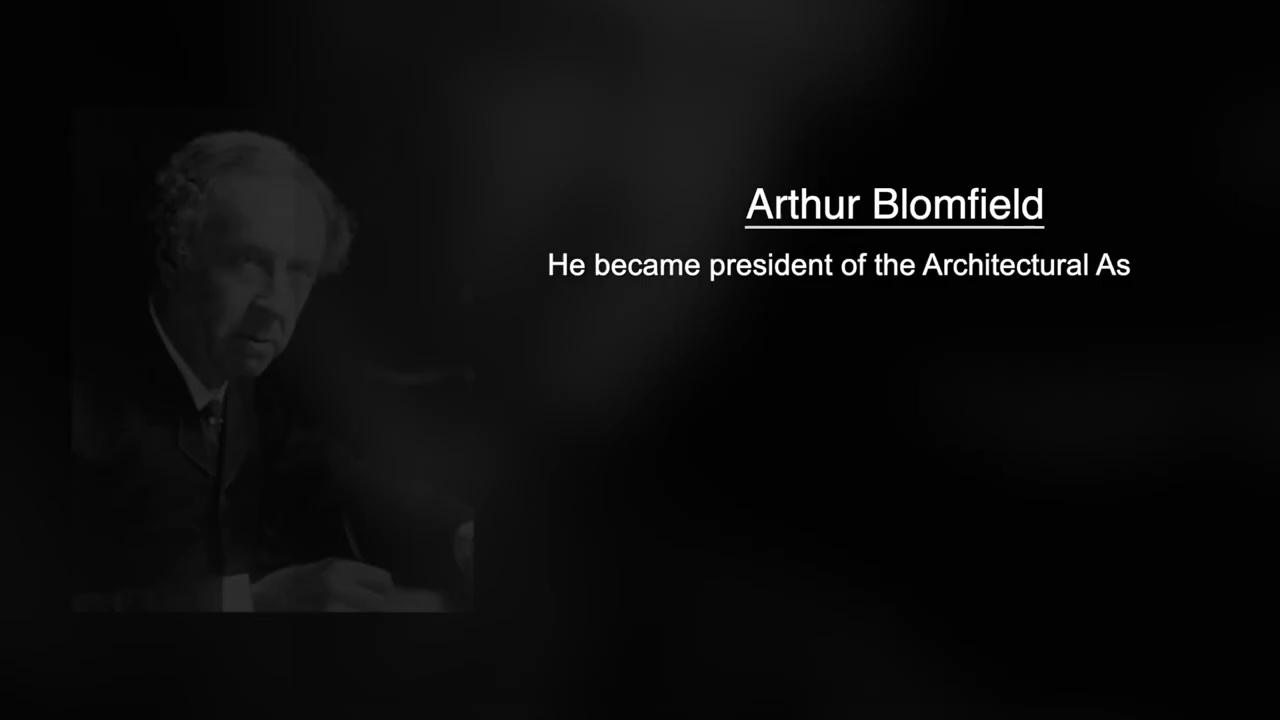 Arthur Blomfield
He became president of the Architectural As